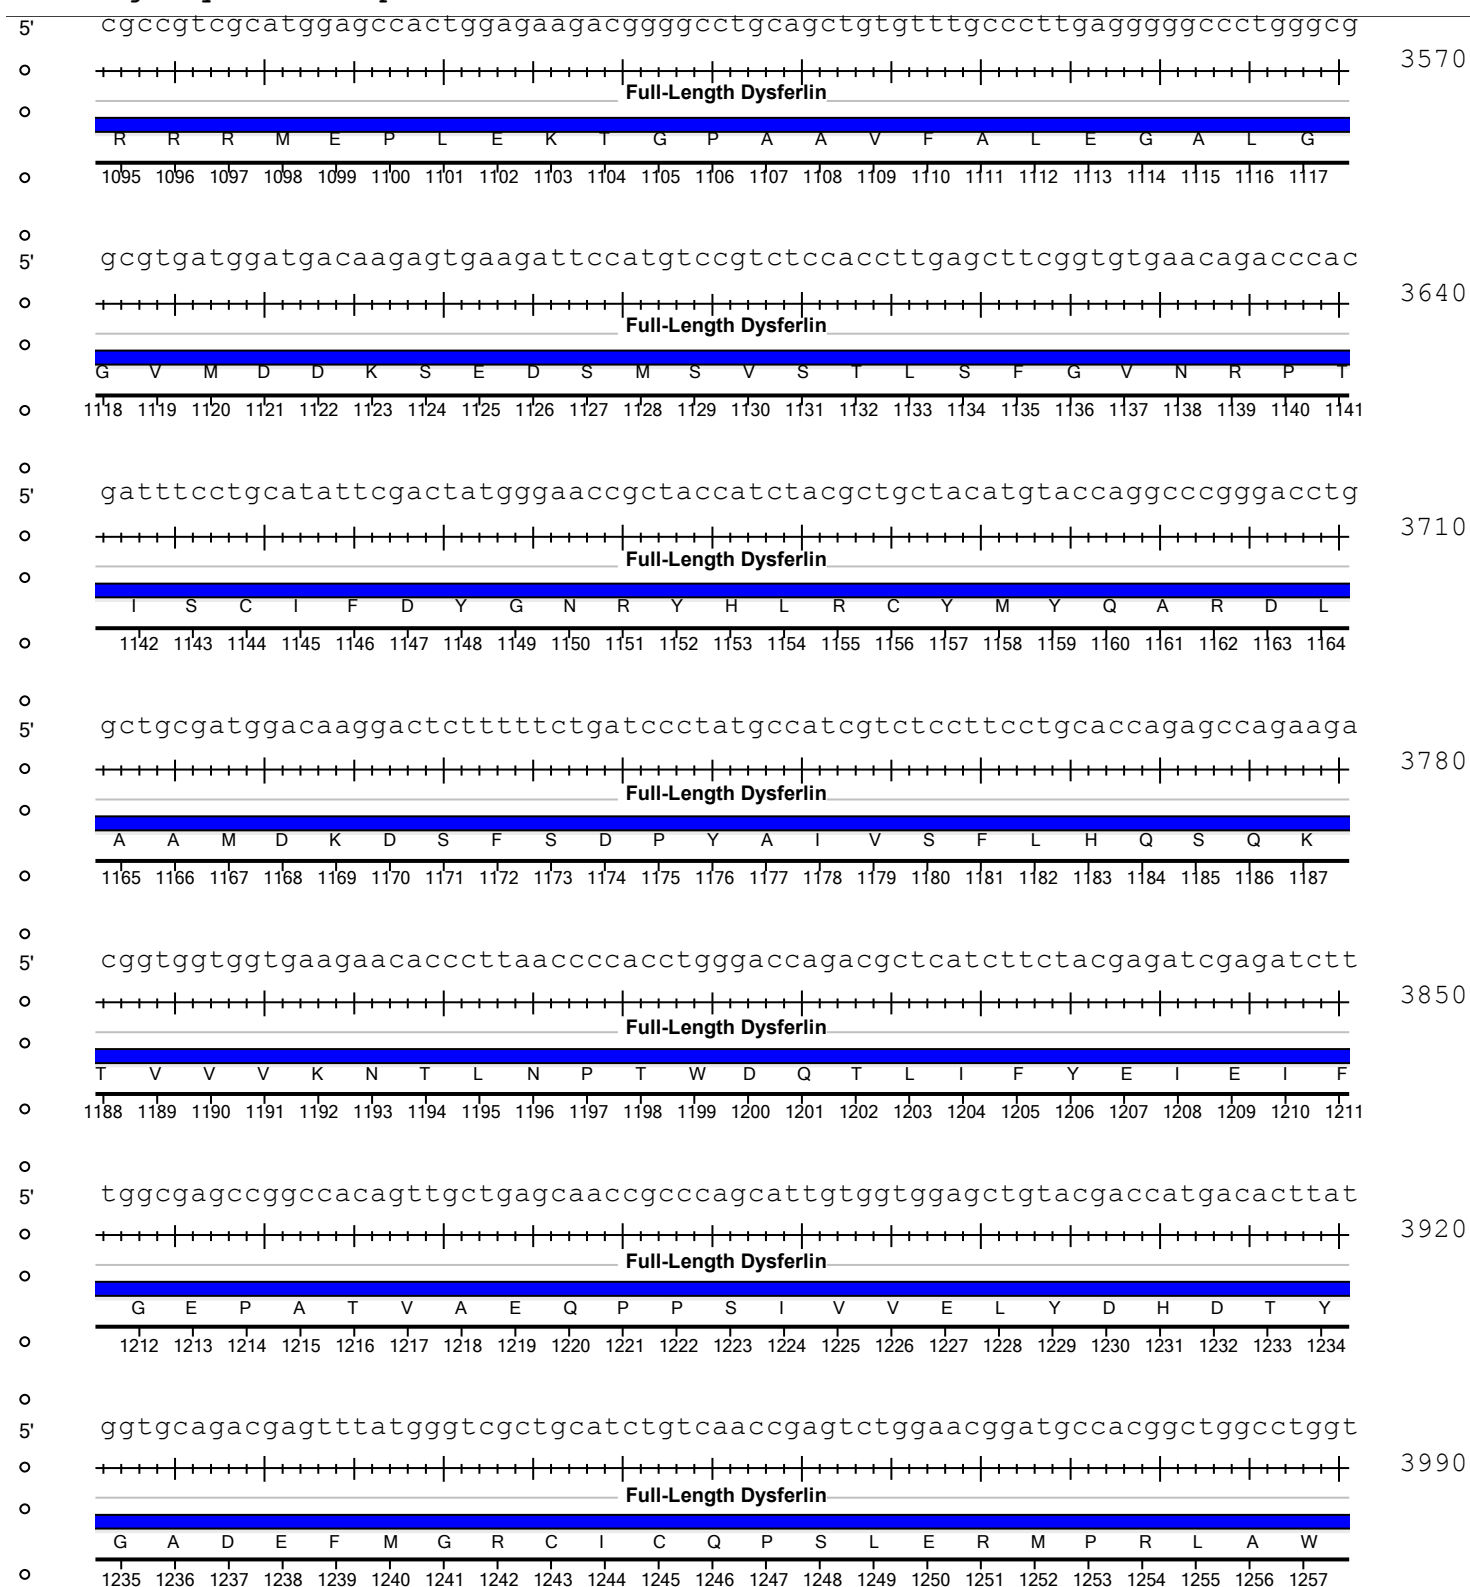 5' cgccgtcgcatggagccactggagaagacggggcctgcagctgtgtttgcccttgagggggccctgggcg
3570
Full-Length Dysferlin
R R R M E P L E K T G P A A V F A L E G A L G
1095 1096 1097 1098 1099 1100 1101 1102 1103 1104 1105 1106 1107 1108 1109 1110 1111 1112 1113 1114 1115 1116 1117
5' gcgtgatggatgacaagagtgaagattccatgtccgtctccaccttgagcttcggtgtgaacagacccac
3640
Full-Length Dysferlin
G V M D D K S E D S M S V S T L S F G V N R P T
1118 1119 1120 1121 1122 1123 1124 1125 1126 1127 1128 1129 1130 1131 1132 1133 1134 1135 1136 1137 1138 1139 1140 1141
5' gatttcctgcatattcgactatgggaaccgctaccatctacgctgctacatgtaccaggcccgggacctg
3710
Full-Length Dysferlin
I S C I F D Y G N R Y H L R C Y M Y Q A R D L
1142 1143 1144 1145 1146 1147 1148 1149 1150 1151 1152 1153 1154 1155 1156 1157 1158 1159 1160 1161 1162 1163 1164
5' gctgcgatggacaaggactctttttctgatccctatgccatcgtctccttcctgcaccagagccagaaga
3780
Full-Length Dysferlin
A A M D K D S F S D P Y A I V S F L H Q S Q K
1165 1166 1167 1168 1169 1170 1171 1172 1173 1174 1175 1176 1177 1178 1179 1180 1181 1182 1183 1184 1185 1186 1187
5' cggtggtggtgaagaacacccttaaccccacctgggaccagacgctcatcttctacgagatcgagatctt
3850
Full-Length Dysferlin
T V V V K N T L N P T W D Q T L I F Y E I E I F
1188 1189 1190 1191 1192 1193 1194 1195 1196 1197 1198 1199 1200 1201 1202 1203 1204 1205 1206 1207 1208 1209 1210 1211
5' tggcgagccggccacagttgctgagcaaccgcccagcattgtggtggagctgtacgaccatgacacttat
3920
Full-Length Dysferlin
G E P A T V A E Q P P S I V V E L Y D H D T Y
1212 1213 1214 1215 1216 1217 1218 1219 1220 1221 1222 1223 1224 1225 1226 1227 1228 1229 1230 1231 1232 1233 1234
5' ggtgcagacgagtttatgggtcgctgcatctgtcaaccgagtctggaacggatgccacggctggcctggt
3990
Full-Length Dysferlin
G A D E F M G R C I C Q P S L E R M P R L A W
1235 1236 1237 1238 1239 1240 1241 1242 1243 1244 1245 1246 1247 1248 1249 1250 1251 1252 1253 1254 1255 1256 1257